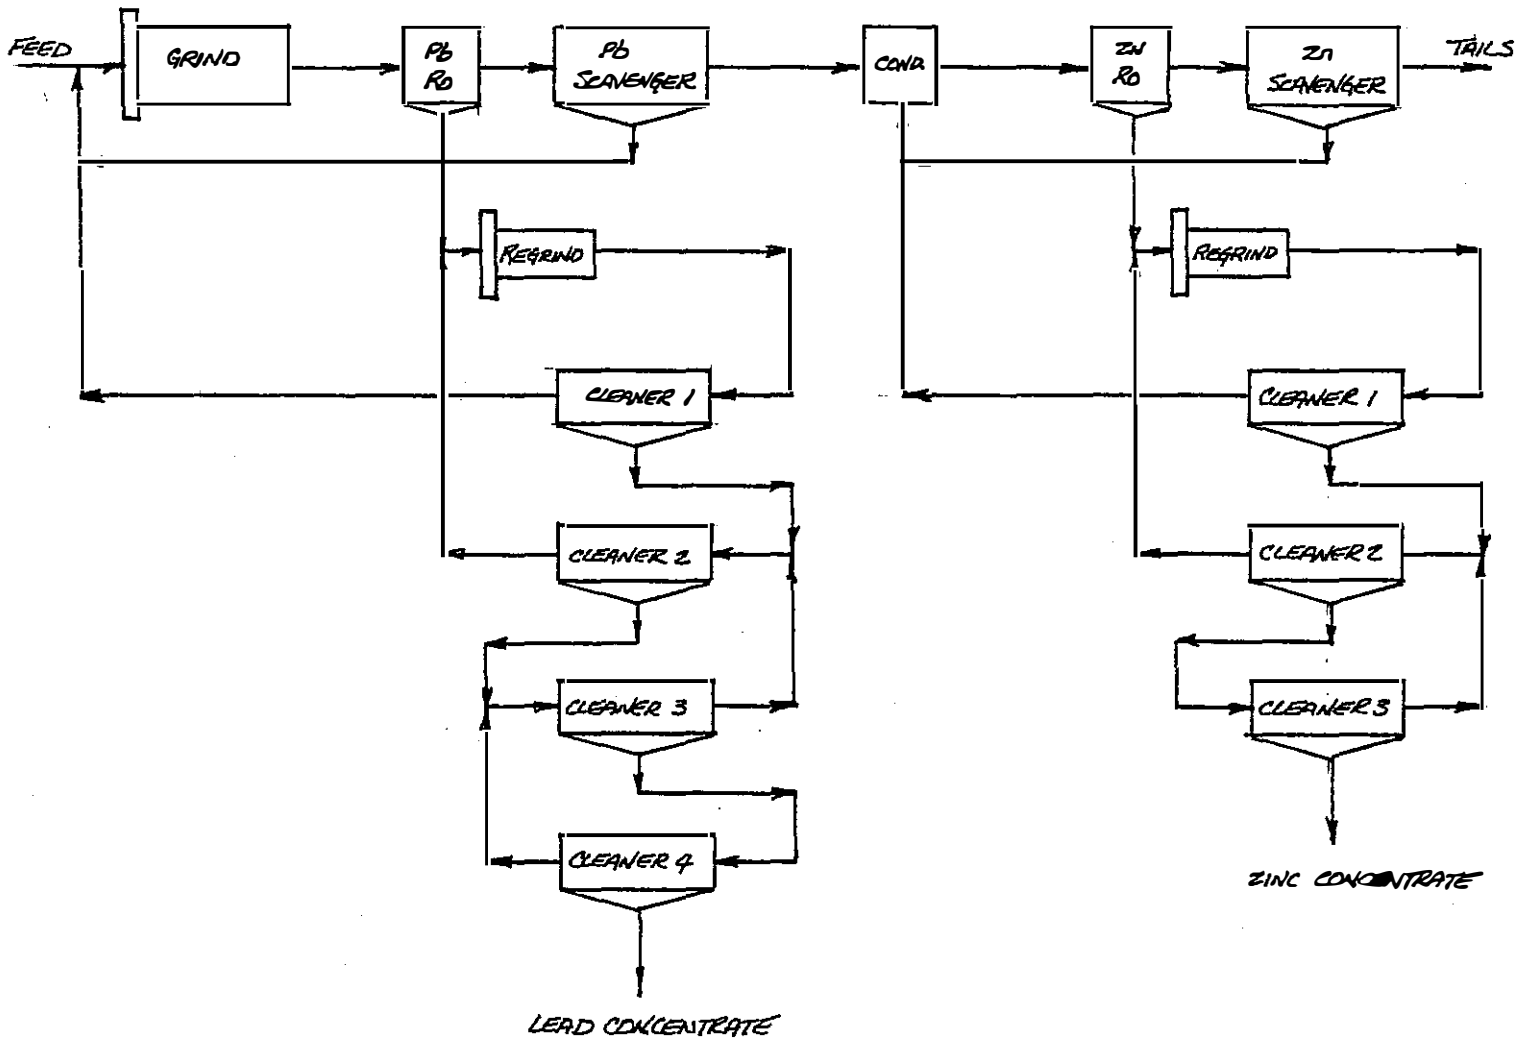 FEED
GRIND
Pb
Ro
Pb
SCAVENGER
COND.
ZN
RO
Zn
SCAVENGER
TAILS
REGRIND
REGRIND
CLEANER 1
CLEANER 1
CLEANER 2
CLEANER 2
CLEANER 3
CLEANER 3
CLEANER 4
ZINC CONCENTRATE
LEAD CONCENTRATE